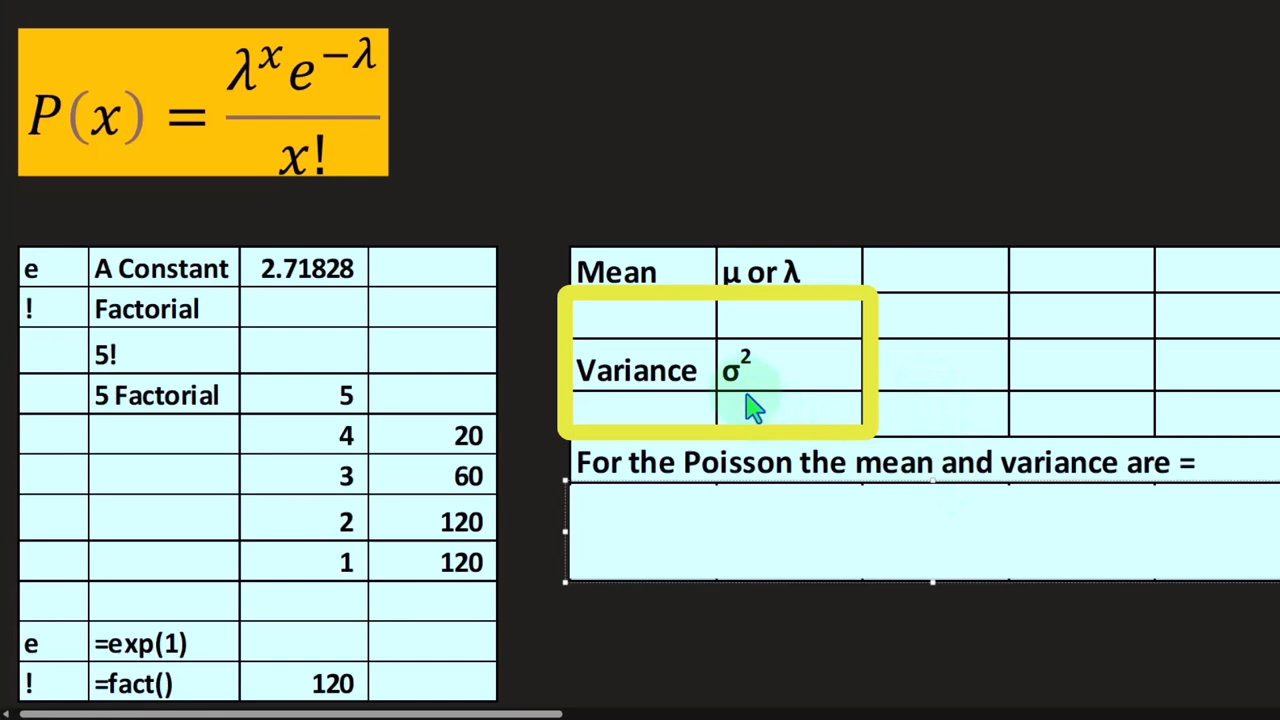 P(x) = λ^x e^−λ / x!
e A Constant 2.71828
! Factorial
5!
5 Factorial 5
4 20
3 60
2 120
1 120
e =exp(1)
! =fact() 120
Mean μ or λ
Variance σ²
For the Poisson the mean and variance are =